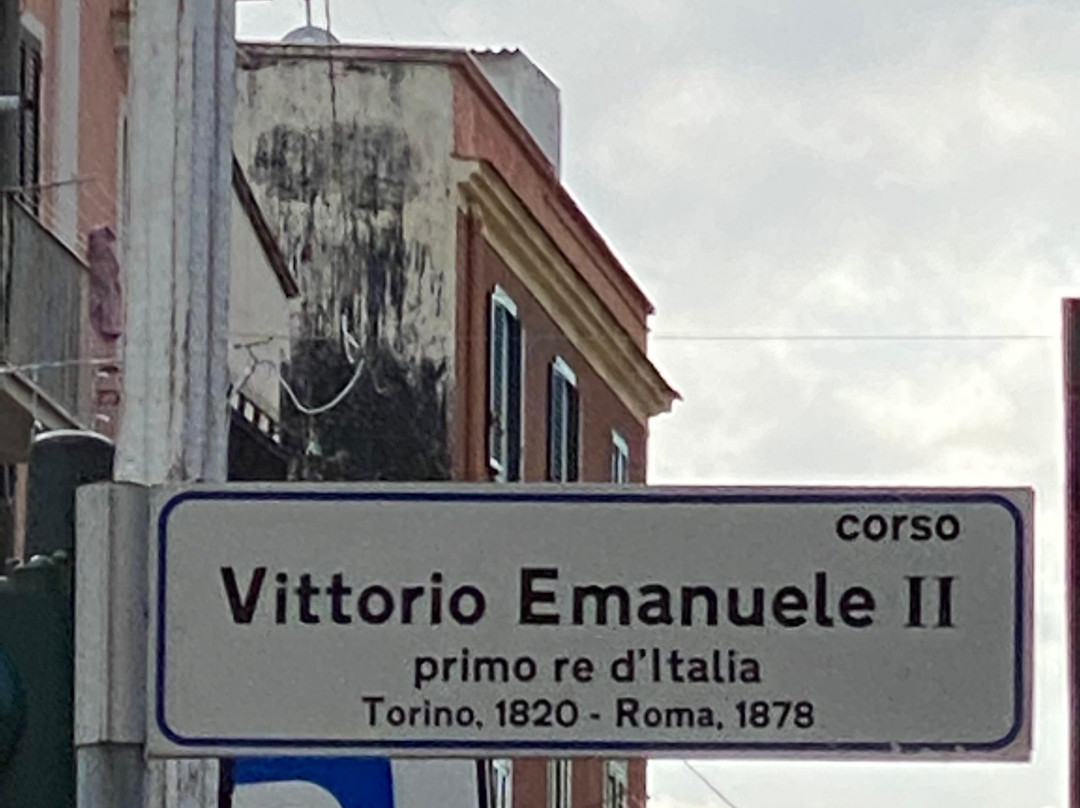 corso
Vittorio Emanuele II
primo re d'Italia
Torino, 1820 - Roma, 1878